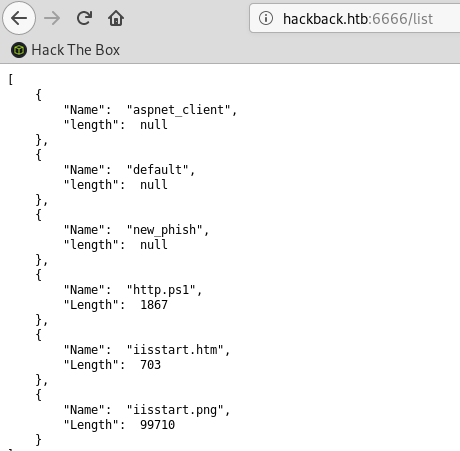 hackback.htb:6666/list
Hack The Box
[
    {
        "Name":  "aspnet_client",
        "length":  null
    },
    {
        "Name":  "default",
        "length":  null
    },
    {
        "Name":  "new_phish",
        "length":  null
    },
    {
        "Name":  "http.ps1",
        "Length":  1867
    },
    {
        "Name":  "iisstart.htm",
        "Length":  703
    },
    {
        "Name":  "iisstart.png",
        "Length":  99710
    }